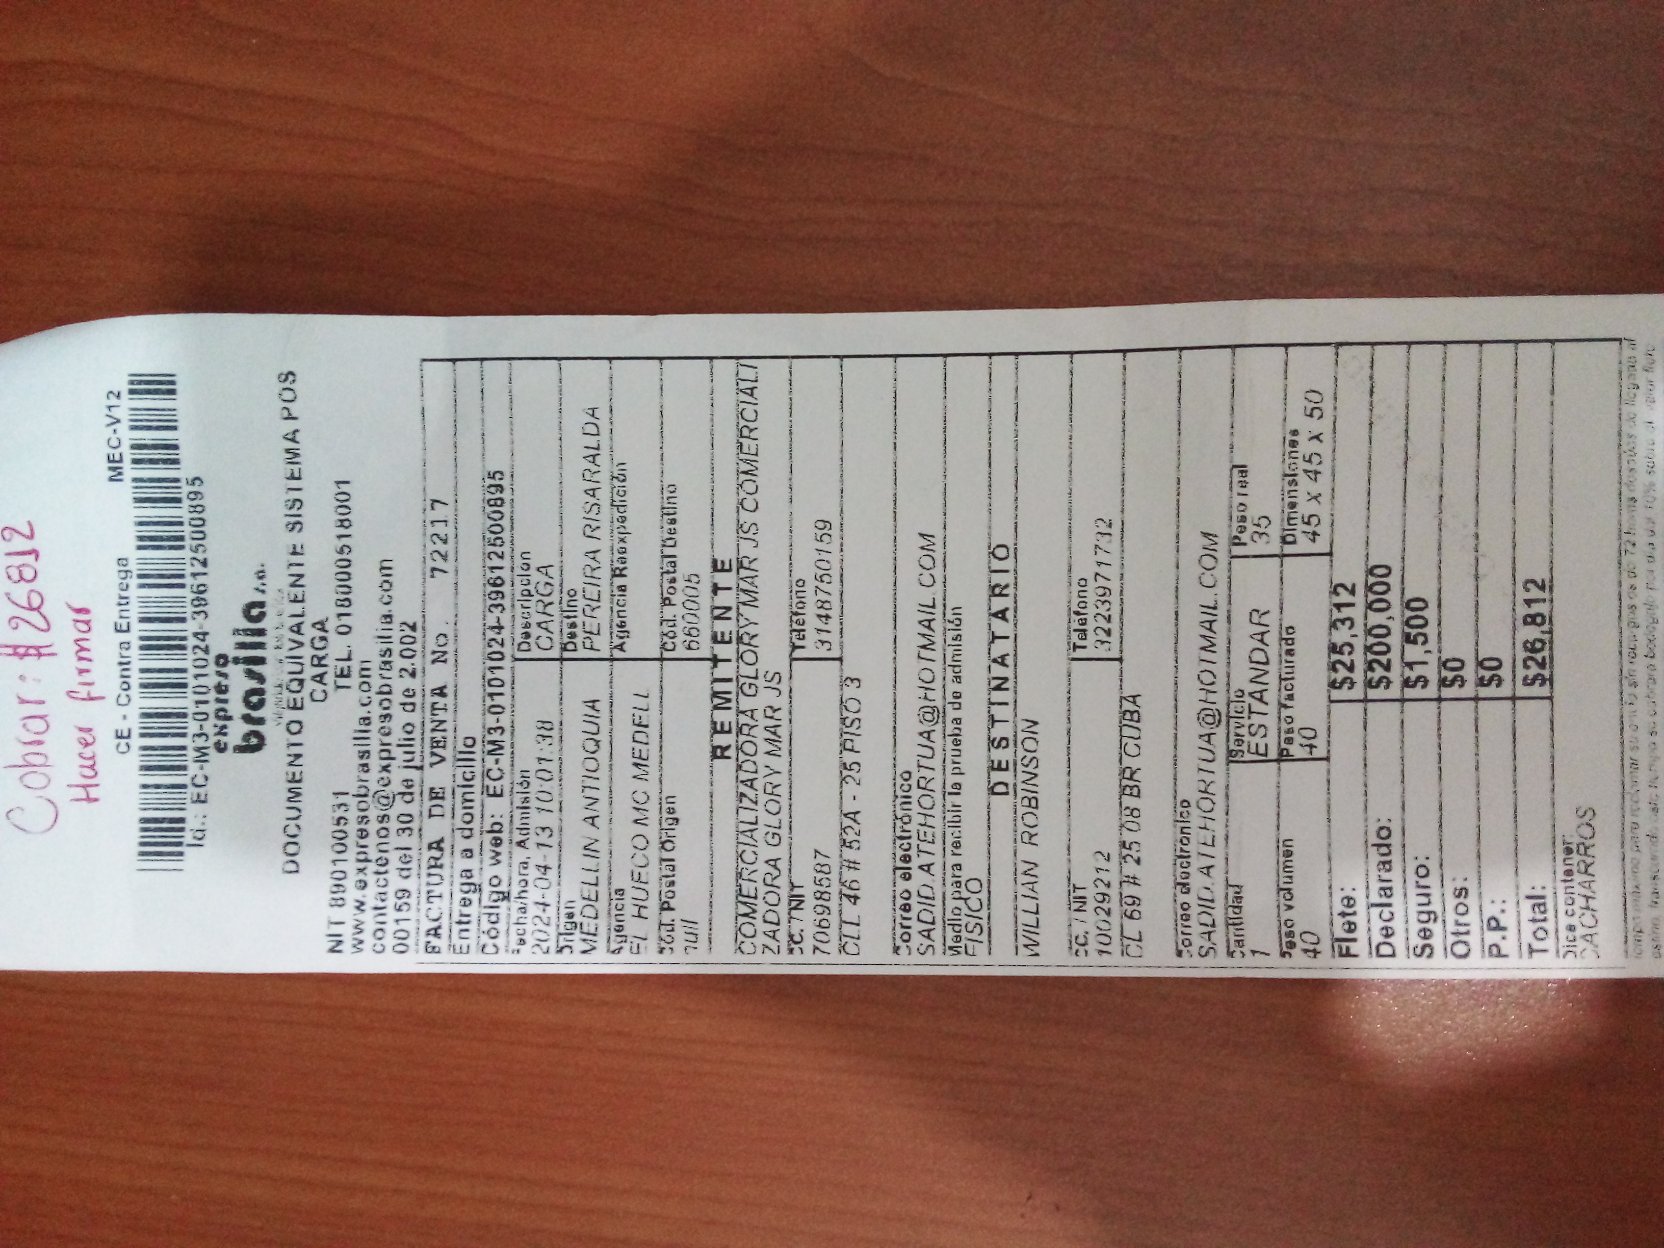 Cobrar: $26812
Hacer firmar
CE - Contra Entrega MEC-V12
Id.: EC-M3-0101024-39612500895
expreso
brasilia s.a.
DOCUMENTO EQUIVALENTE SISTEMA POS
CARGA
NIT 890100531 TEL. 018000518001
www.expresobrasilia.com
contactenos@expresobrasilia.com
00159 del 30 de julio de 2.002
FACTURA DE VENTA No. 72217
Entrega a domicilio
Código web: EC-M3-0101024-39612500895
Fecha/hora, Admisión Descripción
2024-04-13 10:01:38 CARGA
Origen Destino
MEDELLIN ANTIOQUIA PEREIRA RISARALDA
Agencia Agencia Reexpedición
EL HUECO MC MEDELL
Cod. Postal Origen Cód. Postal Destino
null 660005
REMITENTE
COMERCIALIZADORA GLORYMAR JS COMERCIALI
ZADORA GLORY MAR JS
CC. / NIT Teléfono
70698587 3148750159
CLL 46 # 52A - 25 PISO 3
Correo electrónico
SADID.ATEHORTUA@HOTMAIL.COM
Medio para recibir la prueba de admisión
FISICO
DESTINATARIO
WILLIAN ROBINSON
CC. / NIT Teléfono
10029212 3223971732
CL 69 # 25 08 BR CUBA
Correo electrónico
SADID.ATEHORTUA@HOTMAIL.COM
Cantidad Servicio Peso real
1 ESTANDAR 35
Peso volumen Peso facturado Dimensiones
40 40 45 x 45 x 50
Flete: $25,312
Declarado: $200,000
Seguro: $1,500
Otros: $0
P.P.: $0
Total: $26,812
Dice contener:
CACHARROS